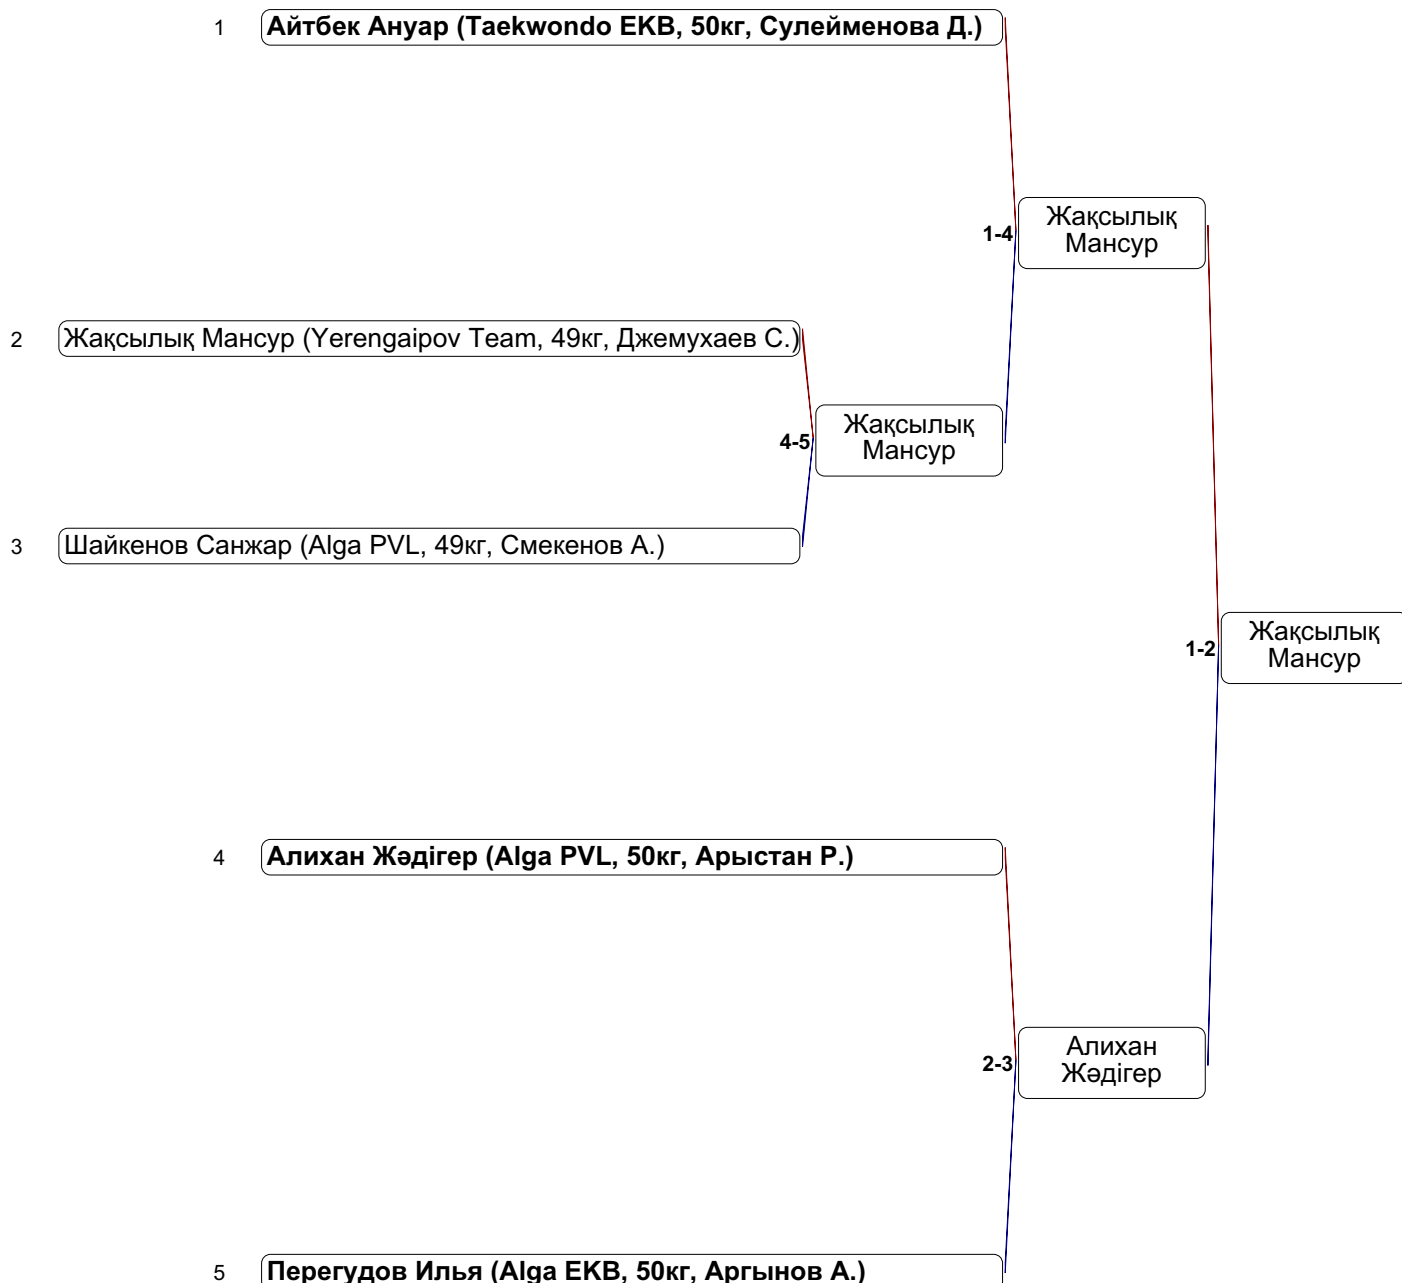 1 Айтбек Ануар (Taekwondo EKB, 50кг, Сулейменова Д.)
1-4 Жақсылық
Мансур
2 Жақсылық Мансур (Yerengaipov Team, 49кг, Джемухаев С.)
4-5 Жақсылық
Мансур
3 Шайкенов Санжар (Alga PVL, 49кг, Смекенов А.)
1-2 Жақсылық
Мансур
4 Алихан Жәдігер (Alga PVL, 50кг, Арыстан Р.)
2-3 Алихан
Жәдігер
5 Перегудов Илья (Alga EKB, 50кг, Аргынов А.)